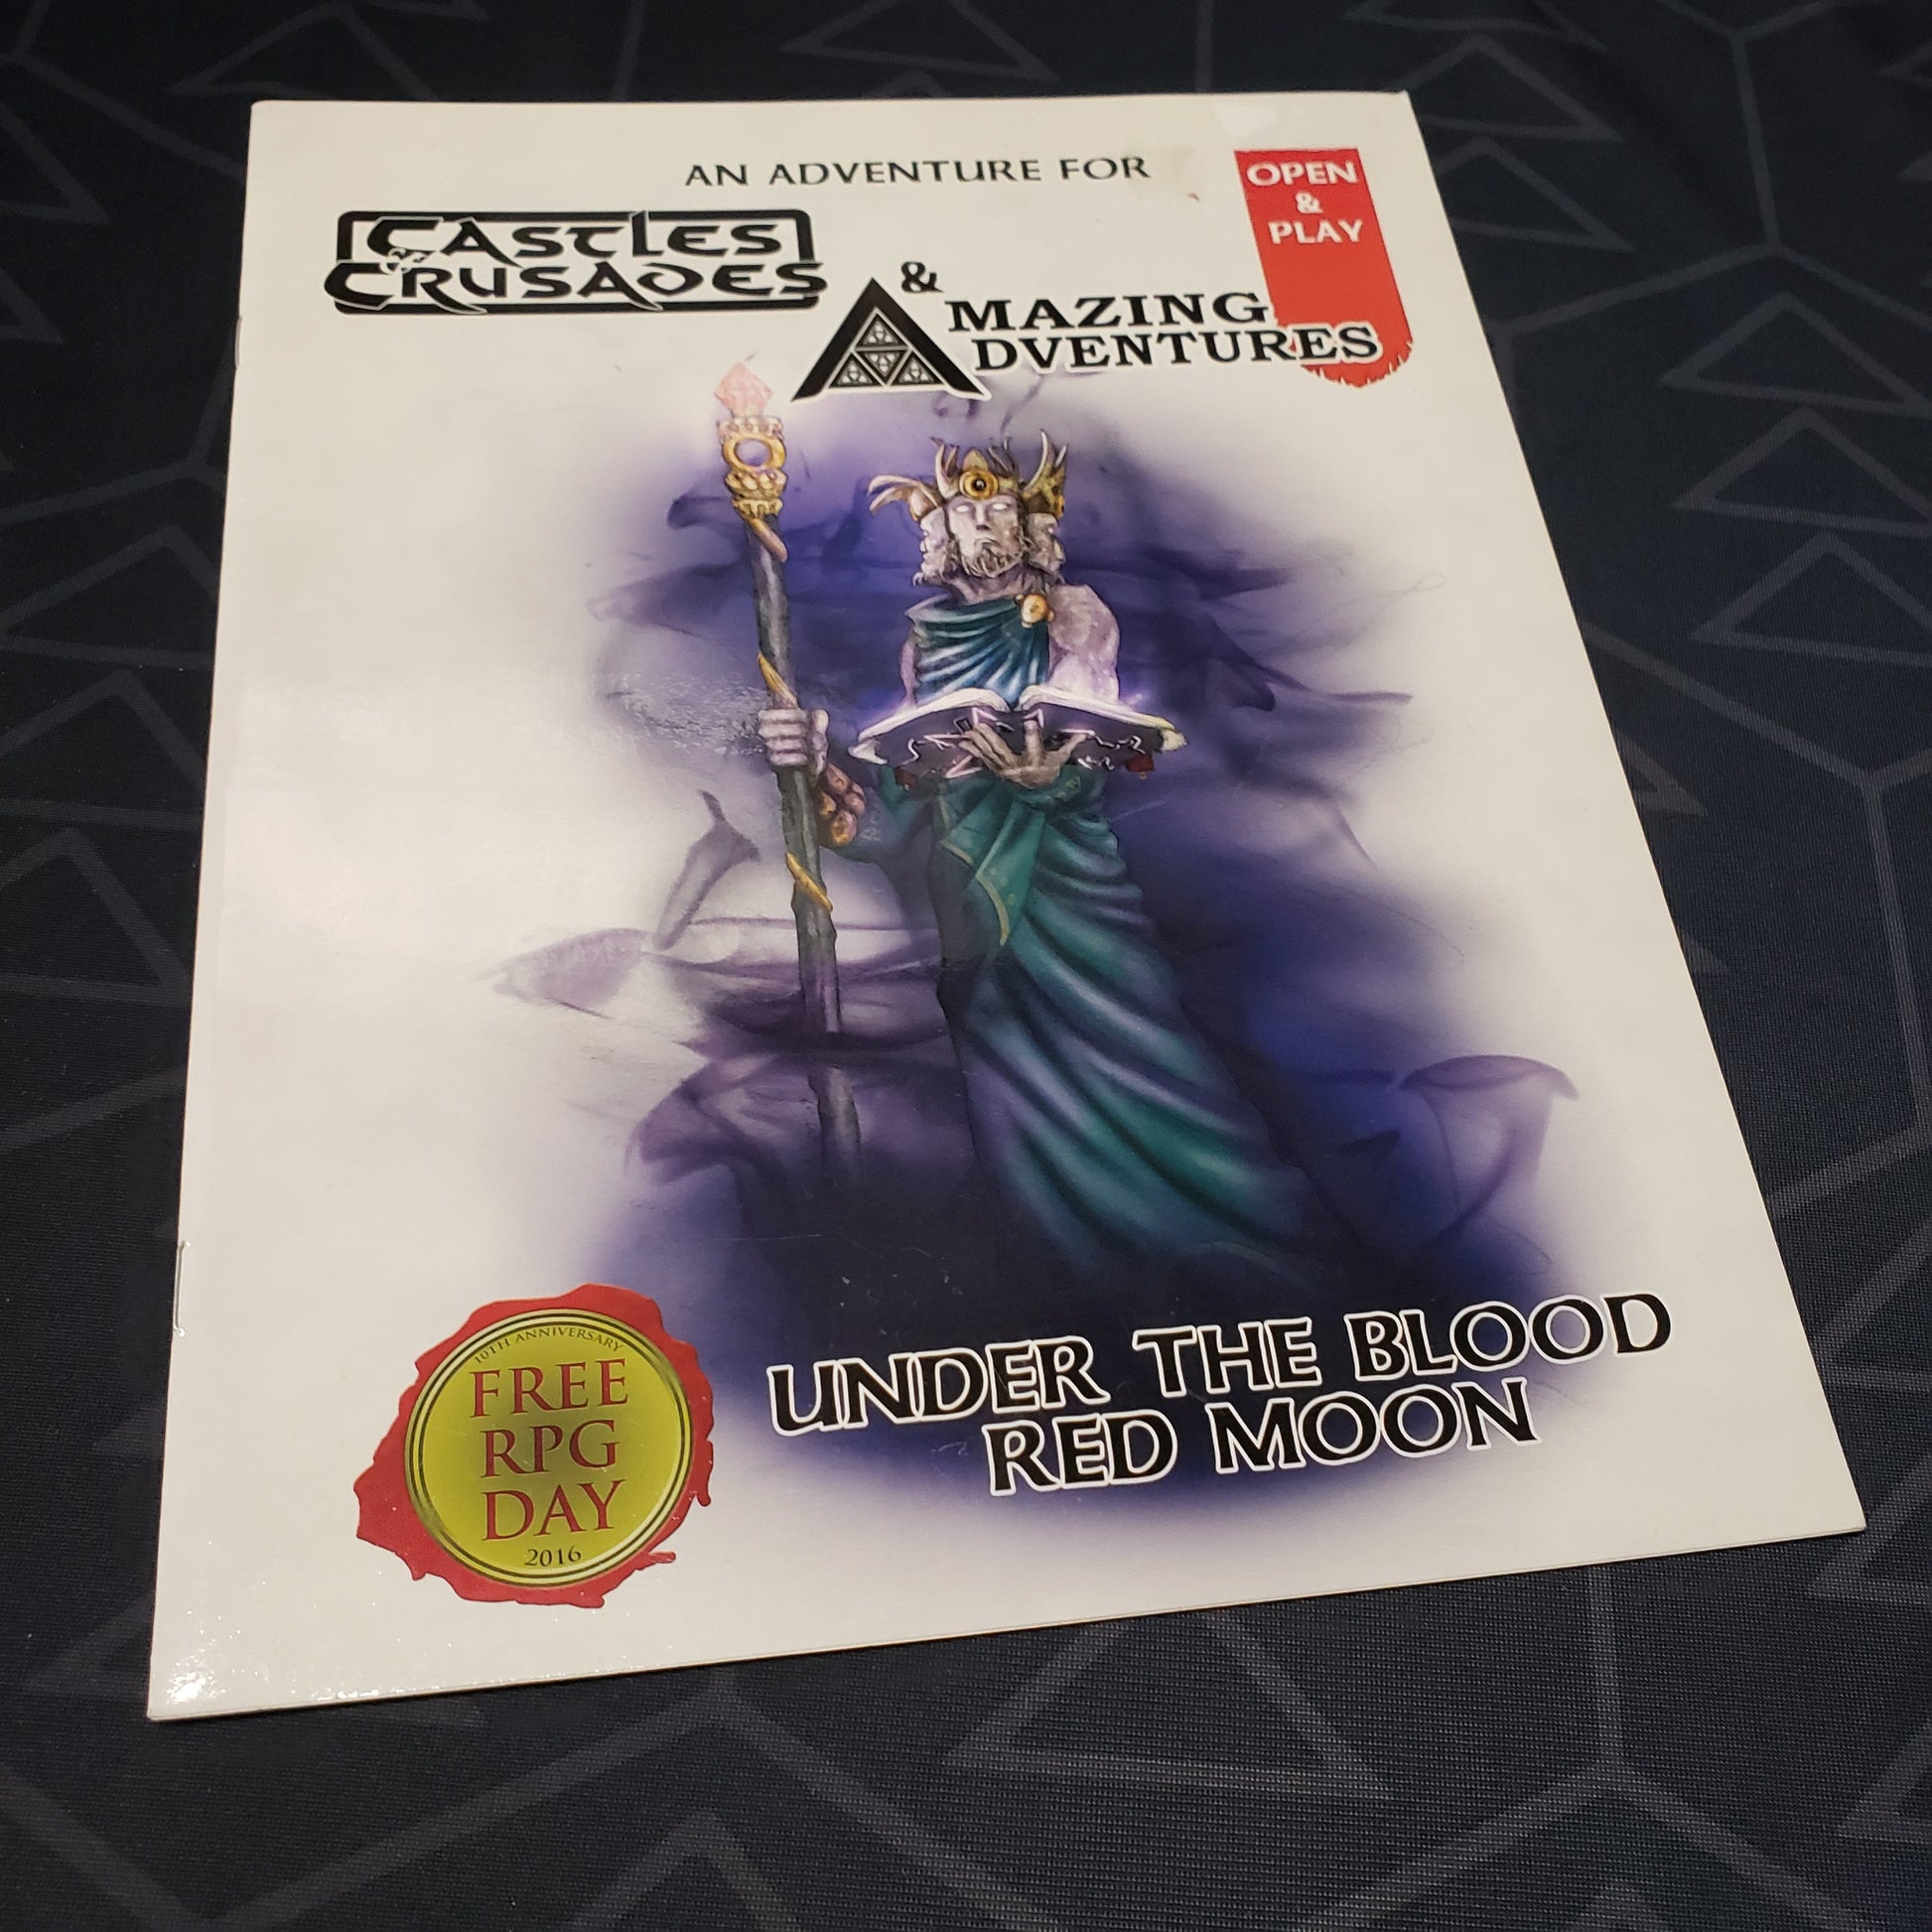 AN ADVENTURE FOR
OPEN
&
PLAY
CASTLES
&
CRUSADES
&
AMAZING
ADVENTURES
10TH ANNIVERSARY
FREE
RPG
DAY
2016
UNDER THE BLOOD
RED MOON